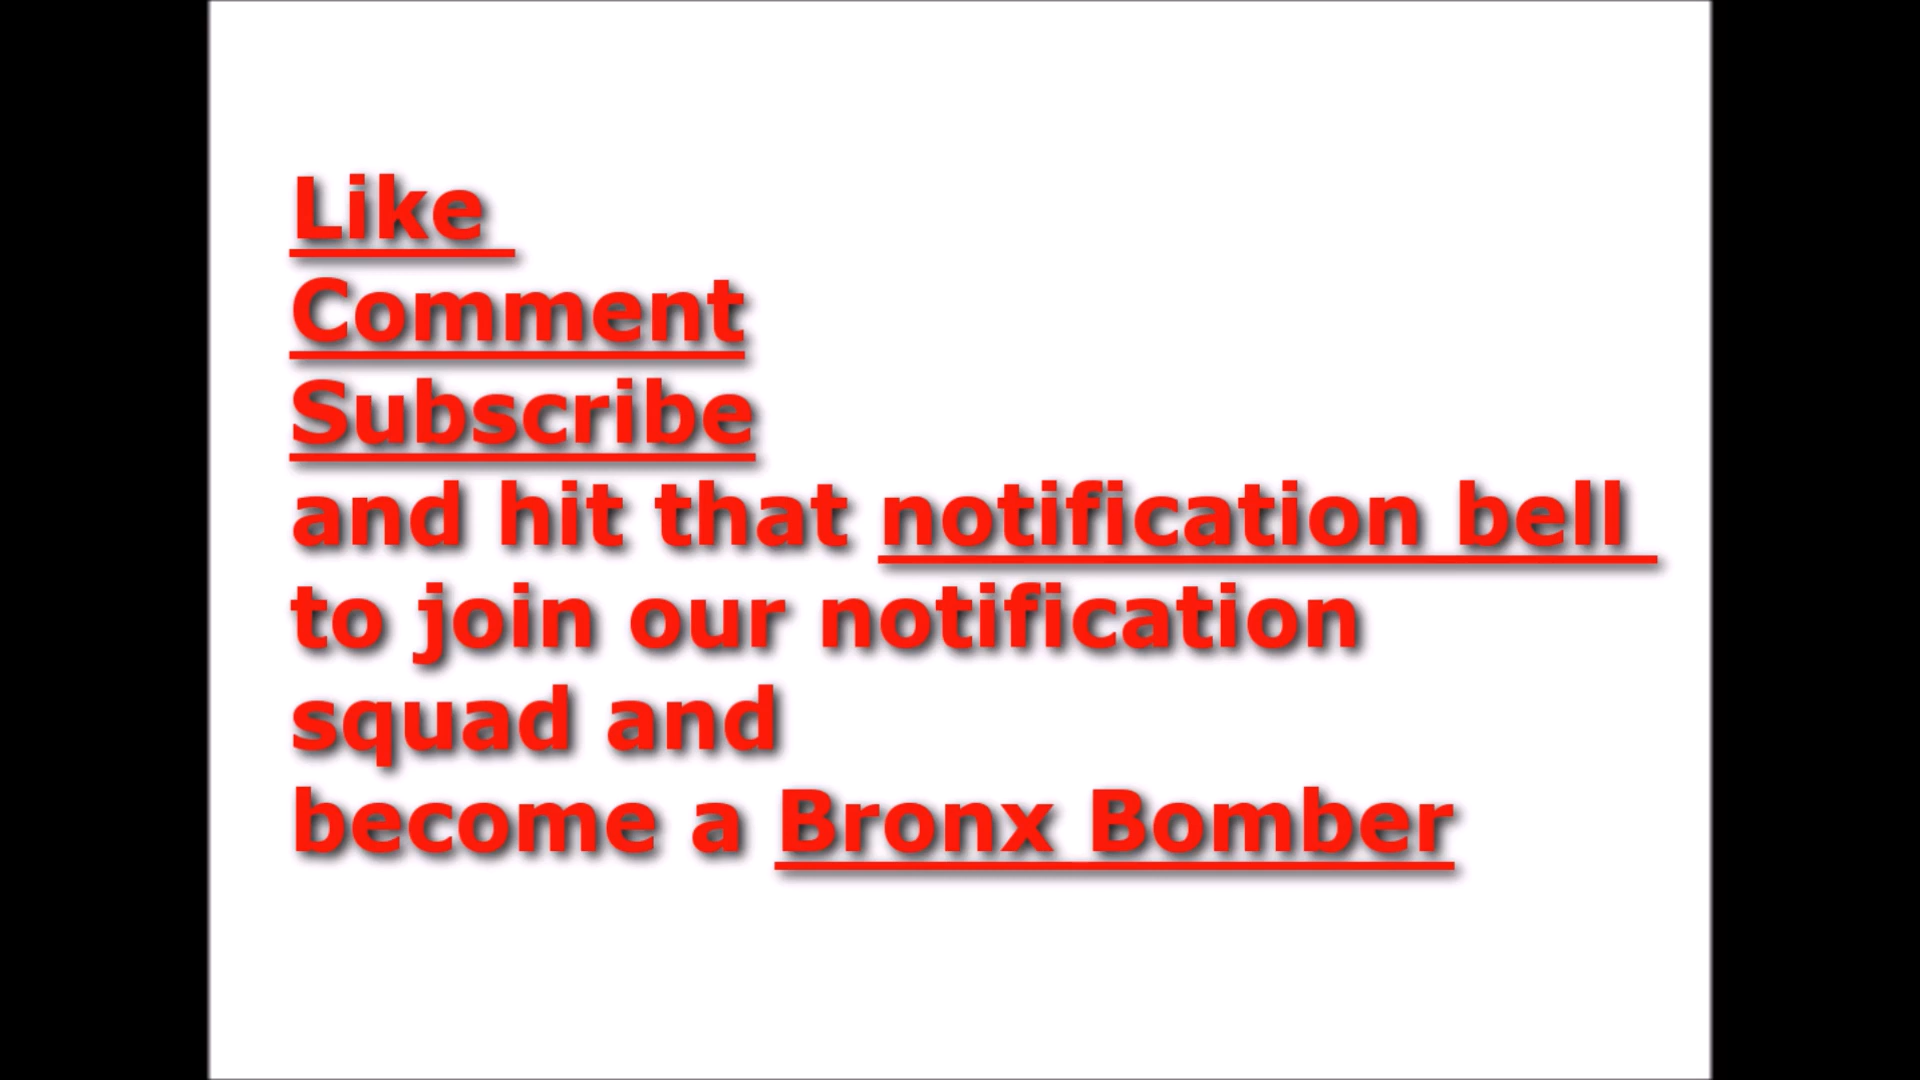 Like
Comment
Subscribe
and hit that notification bell
to join our notification
squad and
become a Bronx Bomber